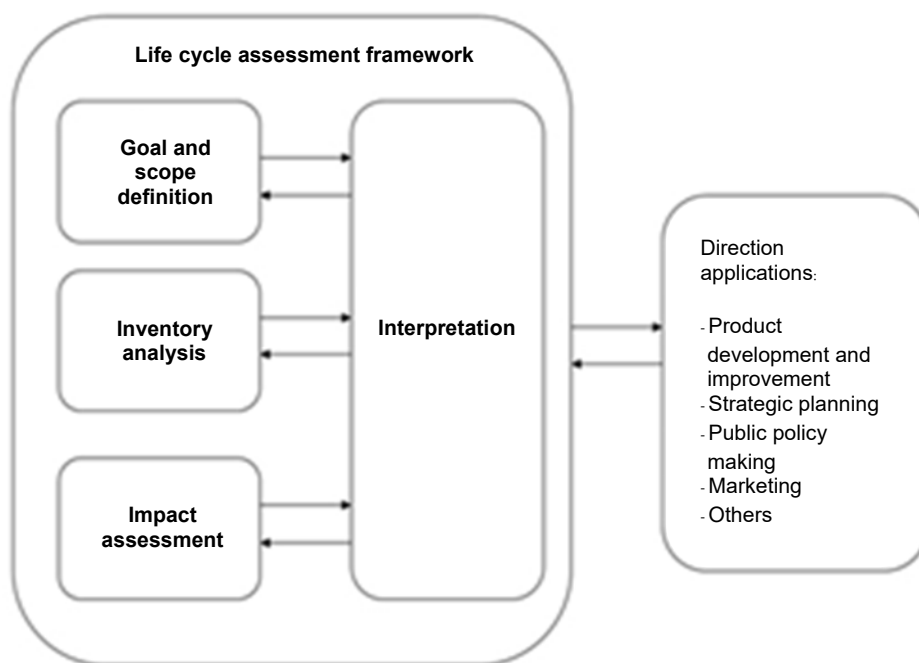 Life cycle assessment framework
Goal and
scope
definition
Inventory
analysis
Impact
assessment
Interpretation
Direction
applications:
- Product
development and
improvement
- Strategic planning
- Public policy
making
- Marketing
- Others